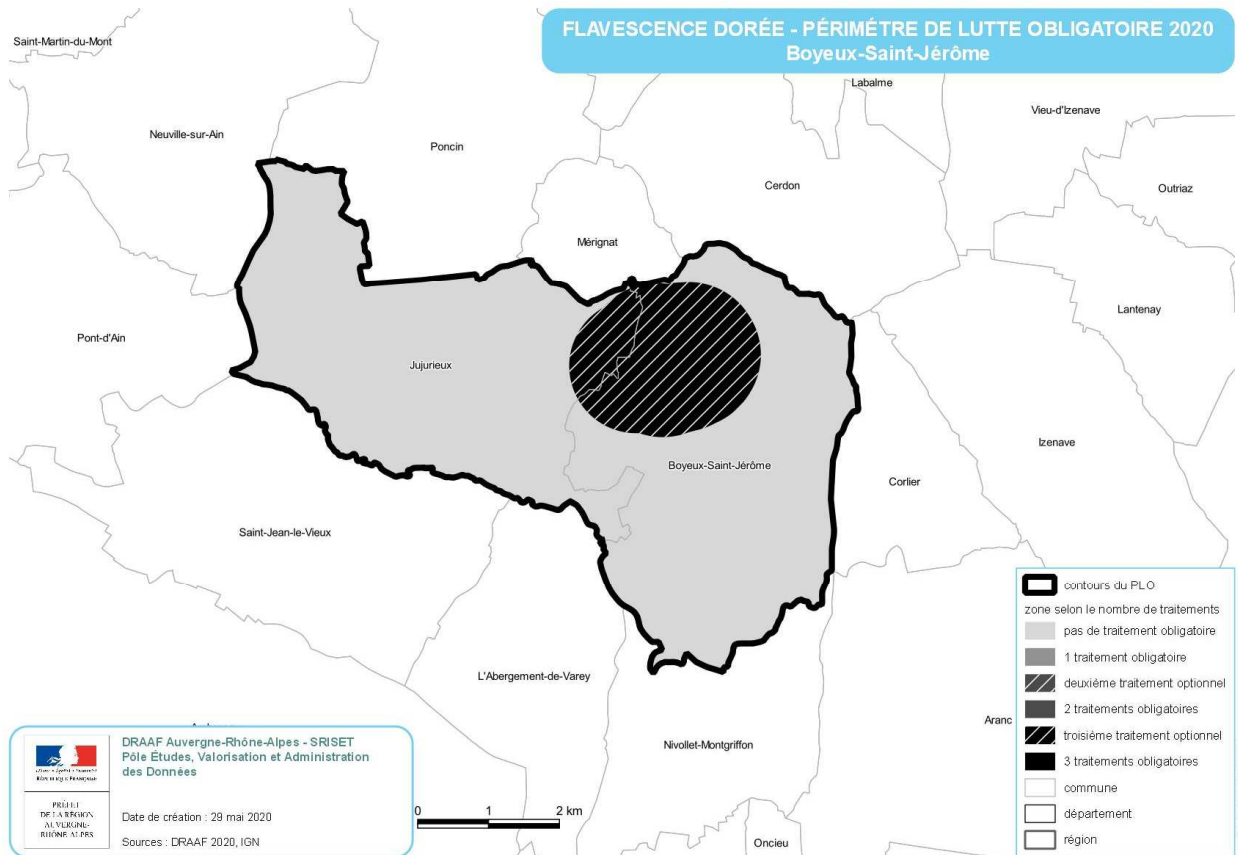 FLAVESCENCE DORÉE - PÉRIMÉTRE DE LUTTE OBLIGATOIRE 2020
Boyeux-Saint-Jérôme
Saint-Martin-du-Mont
Labalme
Vieu-d'Izenave
Neuville-sur-Ain
Poncin
Cerdon
Outriaz
Mérignat
Lantenay
Pont-d'Ain
Jujurieux
Izenave
Boyeux-Saint-Jérôme
Corlier
Saint-Jean-le-Vieux
L'Abergement-de-Varey
Aranc
Nivollet-Montgriffon
Oncieu
contours du PLO
zone selon le nombre de traitements
pas de traitement obligatoire
1 traitement obligatoire
deuxiéme traitement optionnel
2 traitements obligatoires
troisiéme traitement optionnel
3 traitements obligatoires
commune
département
région
DRAAF Auvergne-Rhône-Alpes - SRISET
Pôle Études, Valorisation et Administration
des Données
Date de création : 29 mai 2020
Sources : DRAAF 2020, IGN
RÉPUBLIQUE FRANÇAISE
PRÉFET
DE LA RÉGION
AUVERGNE-
RHÔNE-ALPES
0 1 2 km